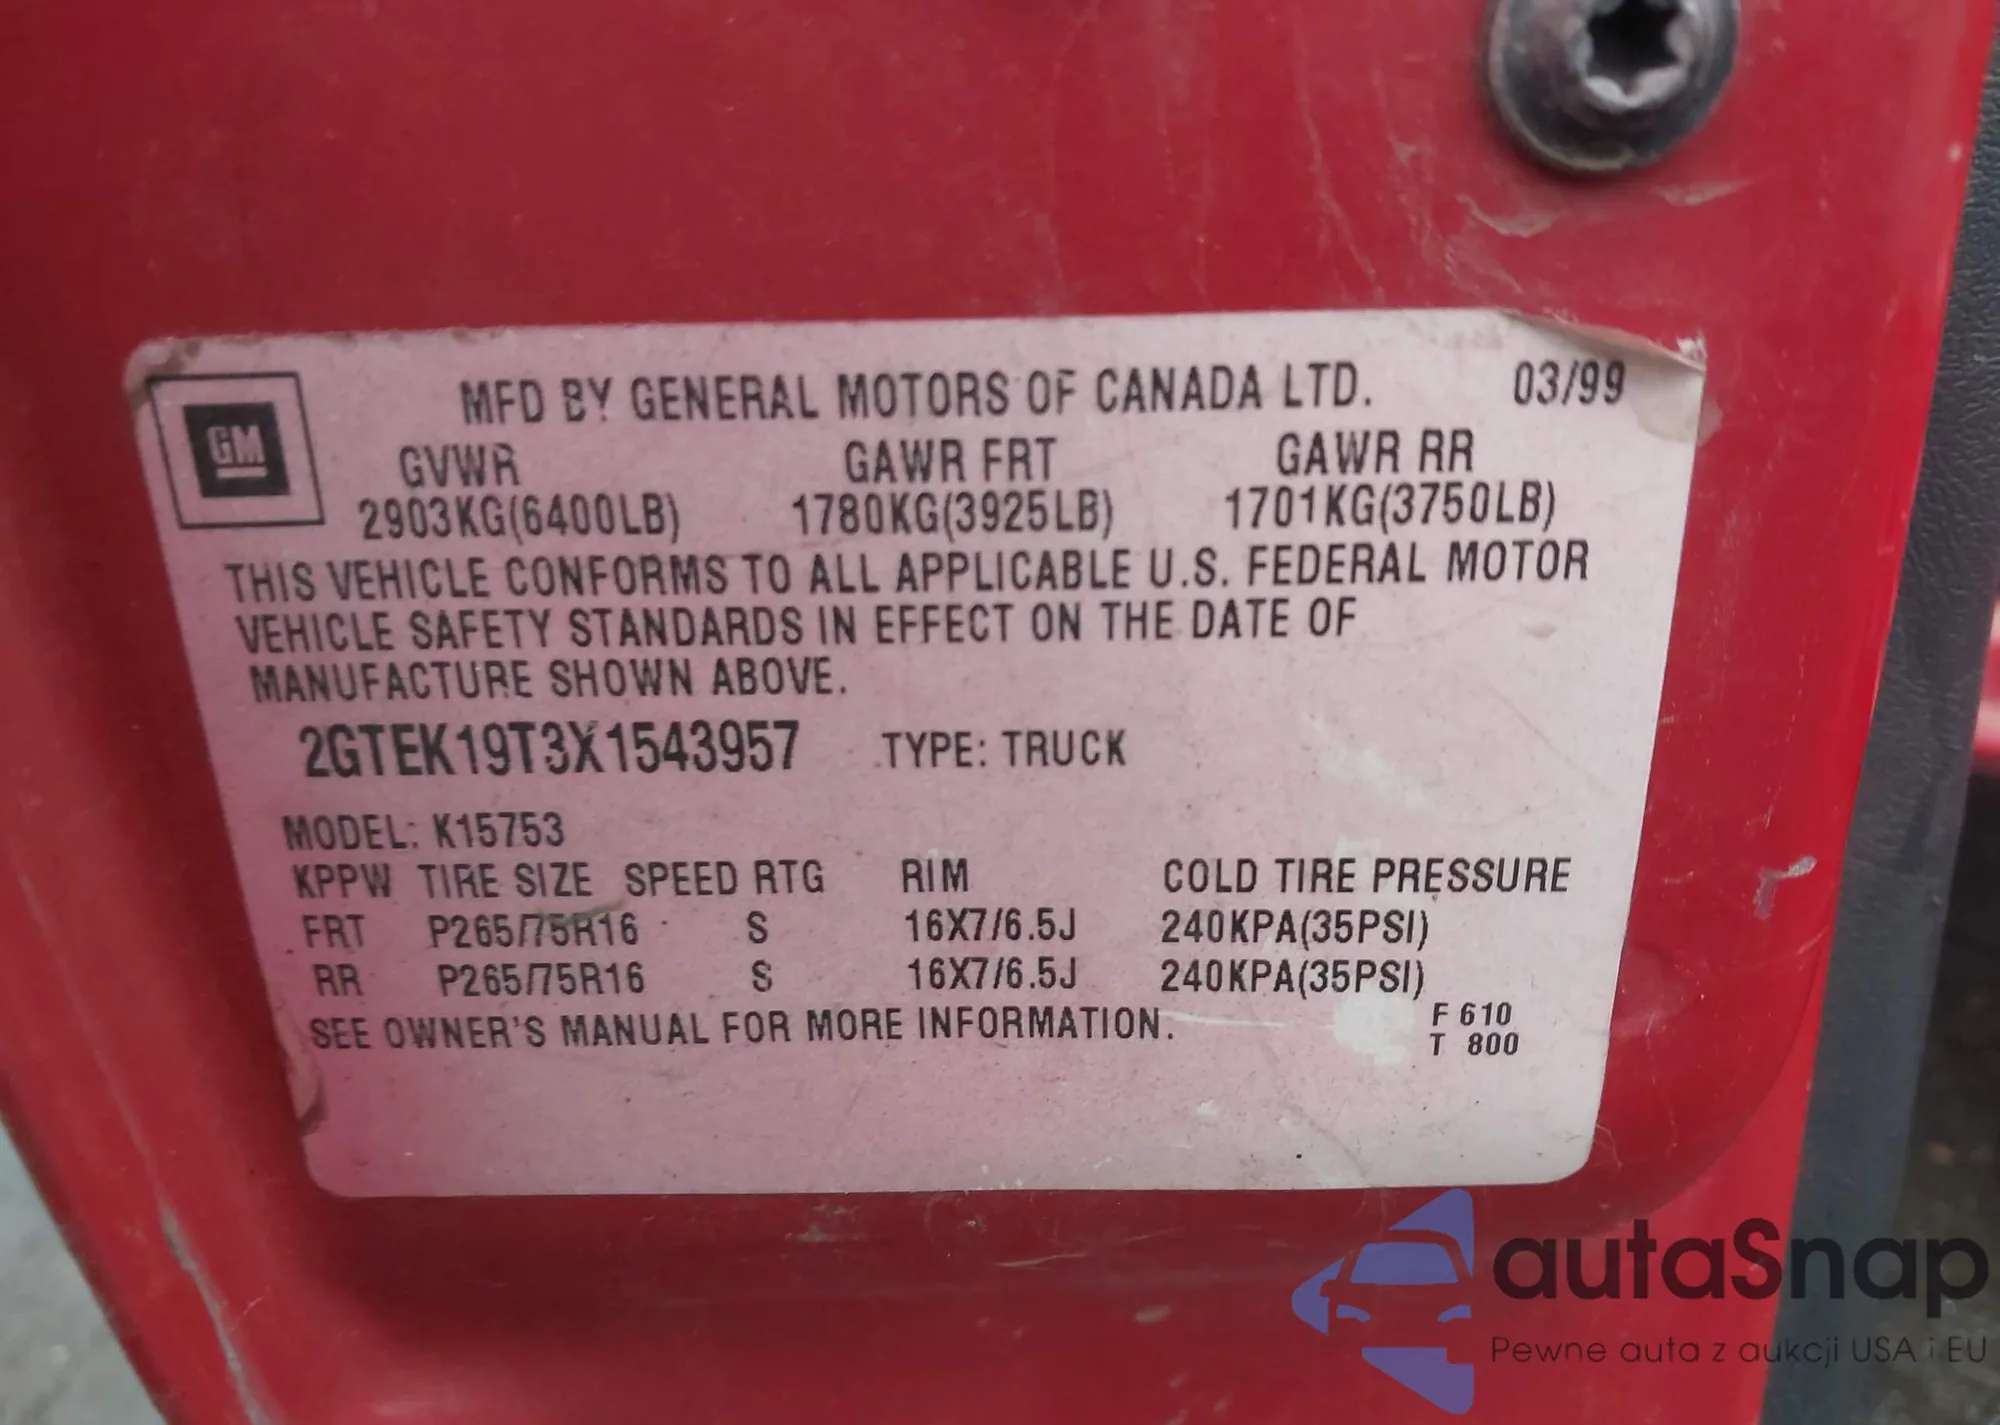 MFD BY GENERAL MOTORS OF CANADA LTD. 03/99
GM
GVWR GAWR FRT GAWR RR
2903KG(6400LB) 1780KG(3925LB) 1701KG(3750LB)
THIS VEHICLE CONFORMS TO ALL APPLICABLE U.S. FEDERAL MOTOR
VEHICLE SAFETY STANDARDS IN EFFECT ON THE DATE OF
MANUFACTURE SHOWN ABOVE.
2GTEK19T3X1543957 TYPE: TRUCK
MODEL: K15753
KPPW TIRE SIZE SPEED RTG RIM COLD TIRE PRESSURE
FRT P265/75R16 S 16X7/6.5J 240KPA(35PSI)
RR P265/75R16 S 16X7/6.5J 240KPA(35PSI)
SEE OWNER'S MANUAL FOR MORE INFORMATION.
F 610
T 800
autaSnap
Pewne auta z aukcji USA i EU